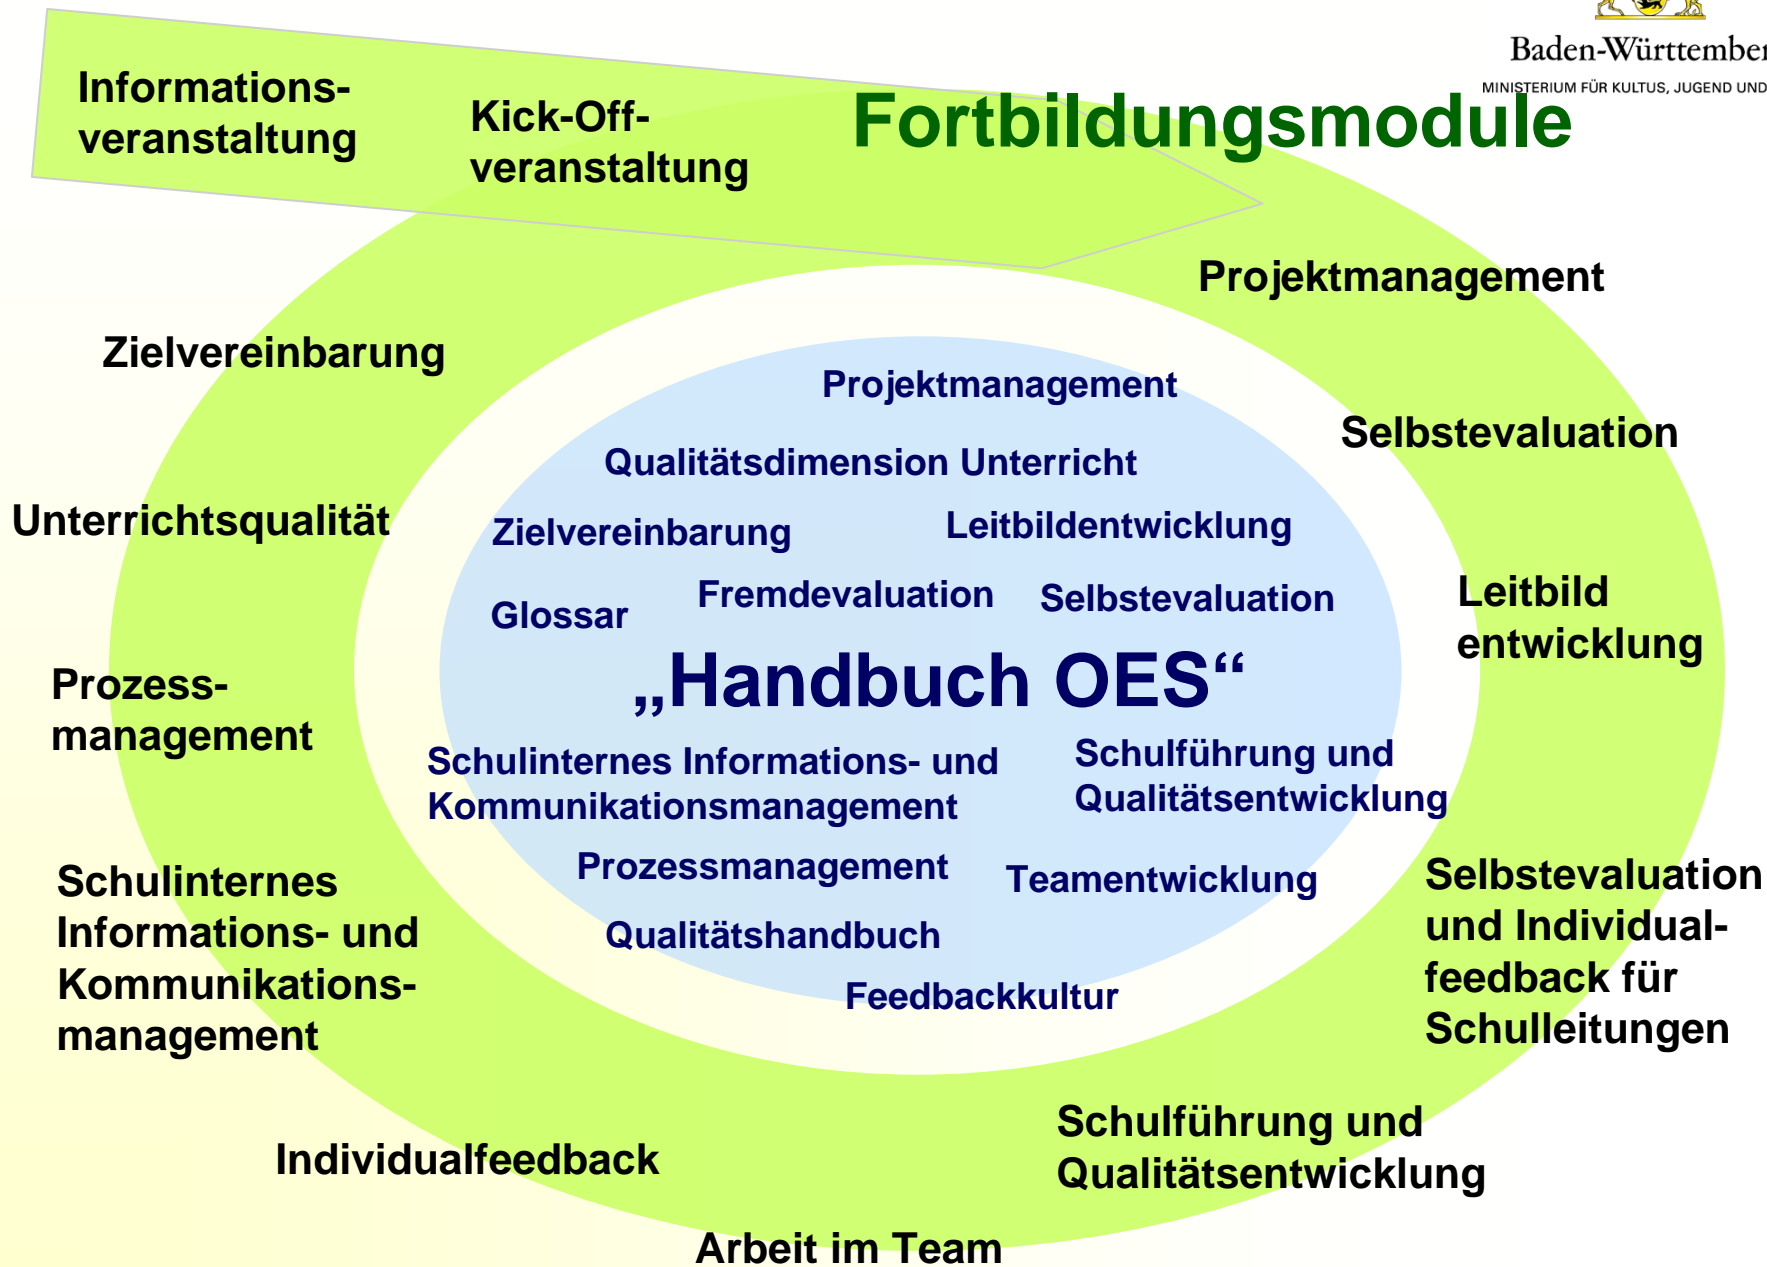 Baden-Württember
MINISTERIUM FÜR KULTUS, JUGEND UND
Fortbildungsmodule
Informations-
veranstaltung
Kick-Off-
veranstaltung
Projektmanagement
Selbstevaluation
Leitbild
entwicklung
Selbstevaluation
und Individual-
feedback für
Schulleitungen
Schulführung und
Qualitätsentwicklung
Arbeit im Team
Individualfeedback
Schulinternes
Informations- und
Kommunikations-
management
Prozess-
management
Unterrichtsqualität
Zielvereinbarung
Projektmanagement
Qualitätsdimension Unterricht
Zielvereinbarung
Leitbildentwicklung
Glossar
Fremdevaluation
Selbstevaluation
„Handbuch OES“
Schulinternes Informations- und
Kommunikationsmanagement
Schulführung und
Qualitätsentwicklung
Prozessmanagement
Teamentwicklung
Qualitätshandbuch
Feedbackkultur